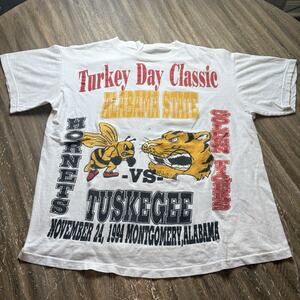 Turkey Day Classic
ALABAMA STATE
HORNETS
-VS-
TUSKEGEE
NOVEMBER 24, 1994 MONTGOMERY, ALABAMA